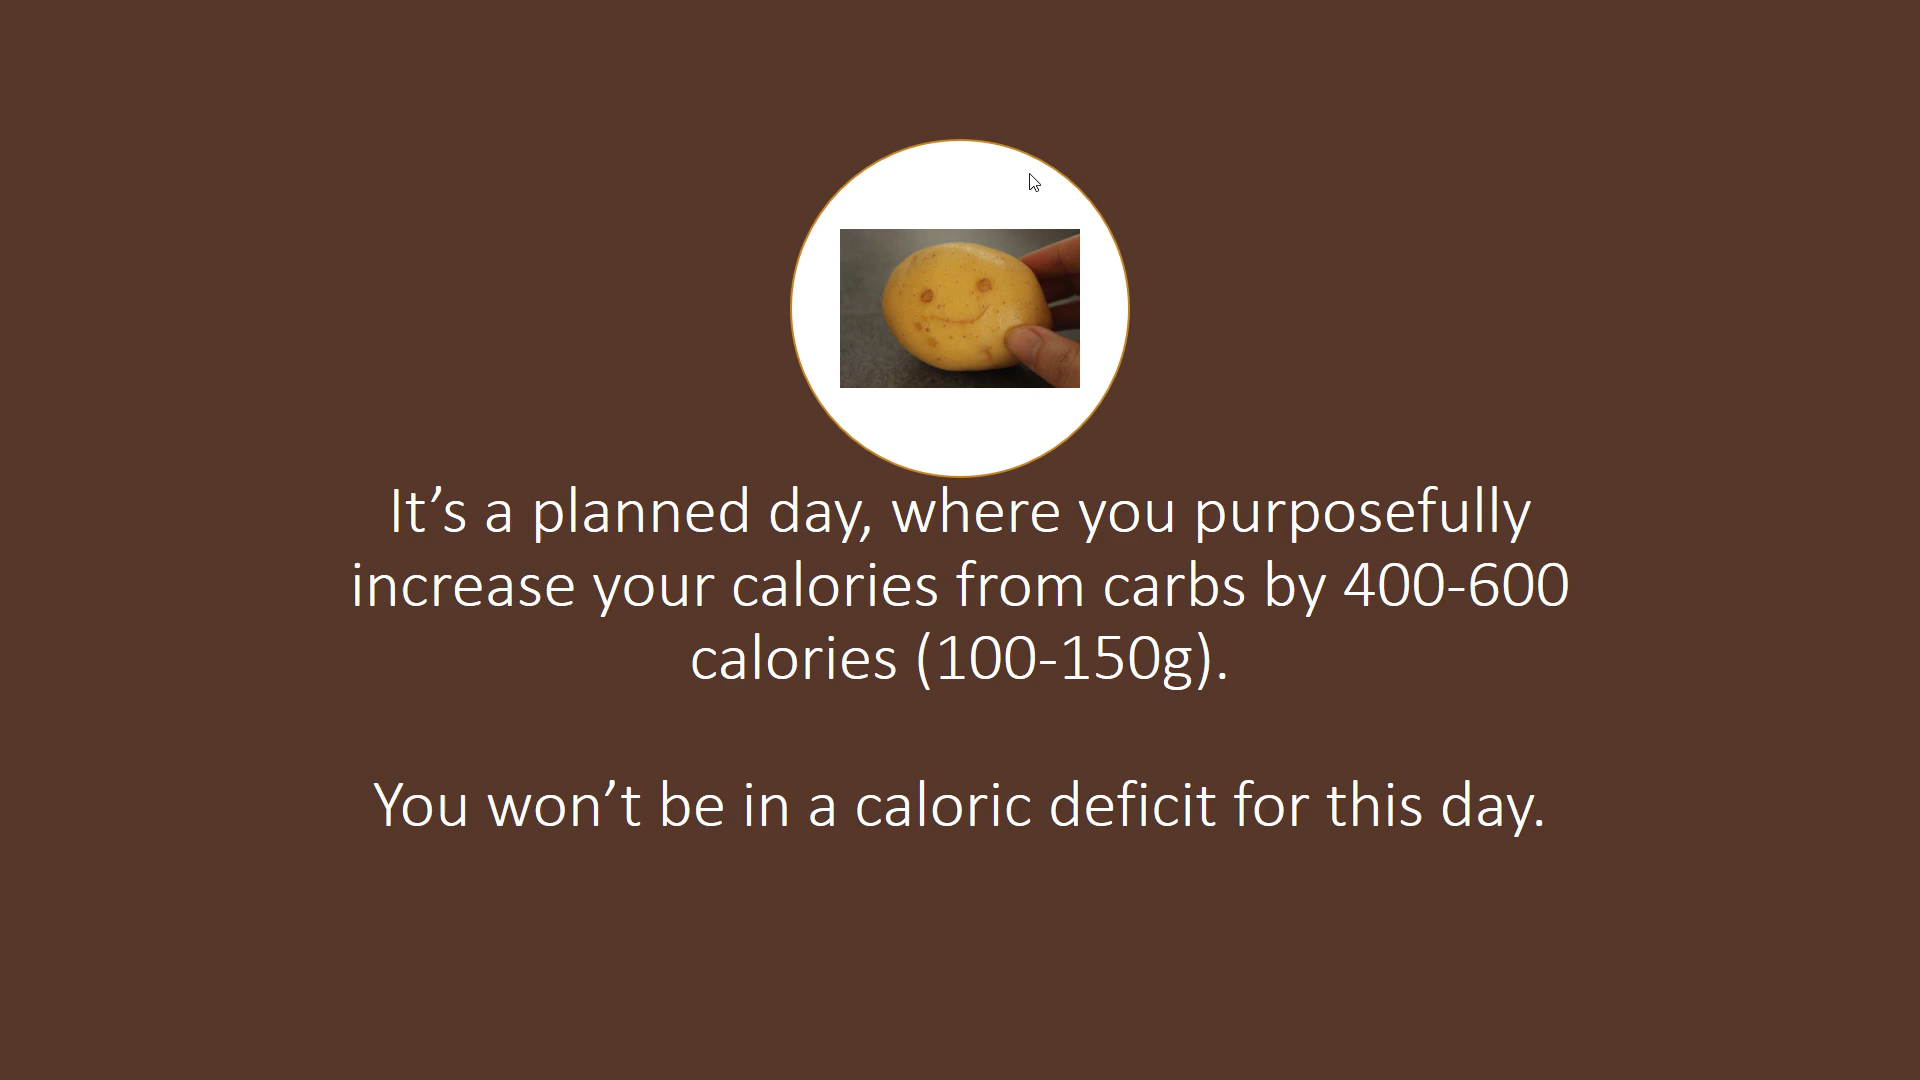 It’s a planned day, where you purposefully
increase your calories from carbs by 400-600
calories (100-150g).
You won’t be in a caloric deficit for this day.